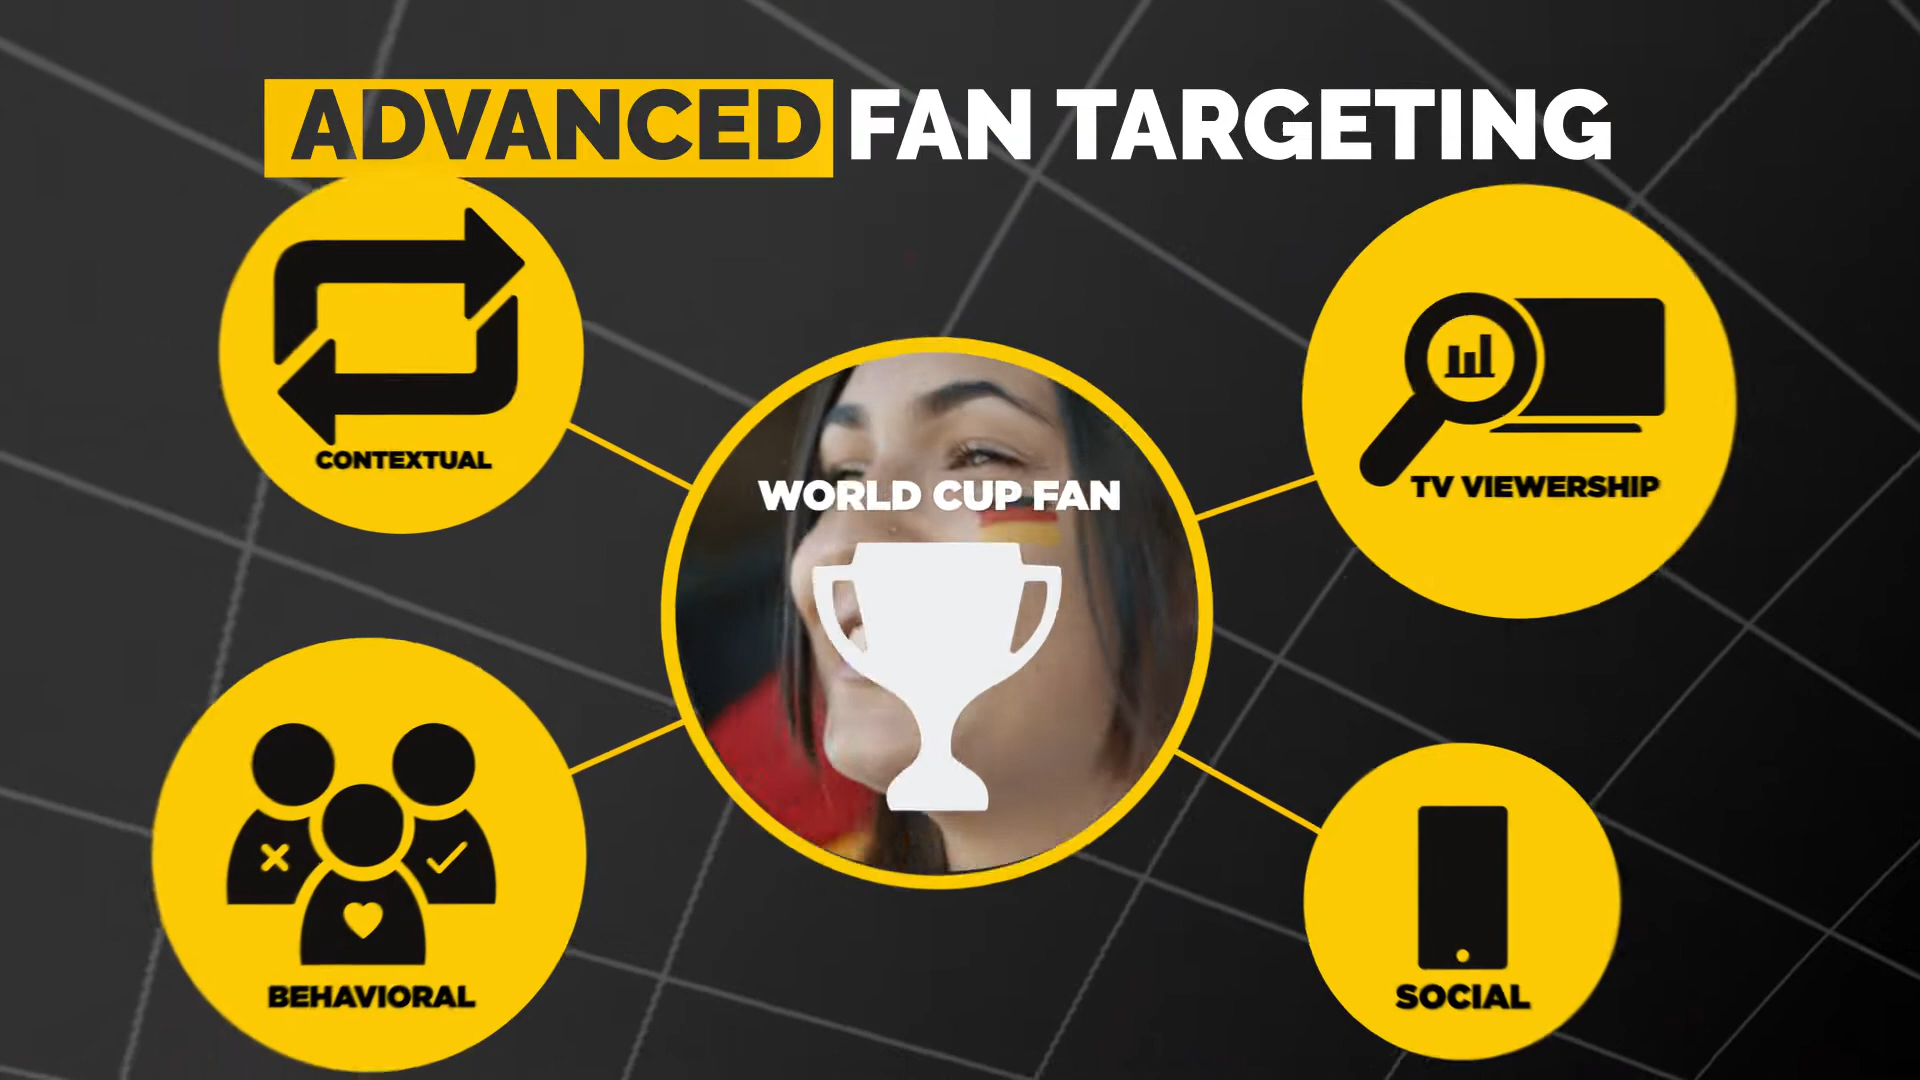 ADVANCED FAN TARGETING
CONTEXTUAL
TV VIEWERSHIP
WORLD CUP FAN
BEHAVIORAL
SOCIAL